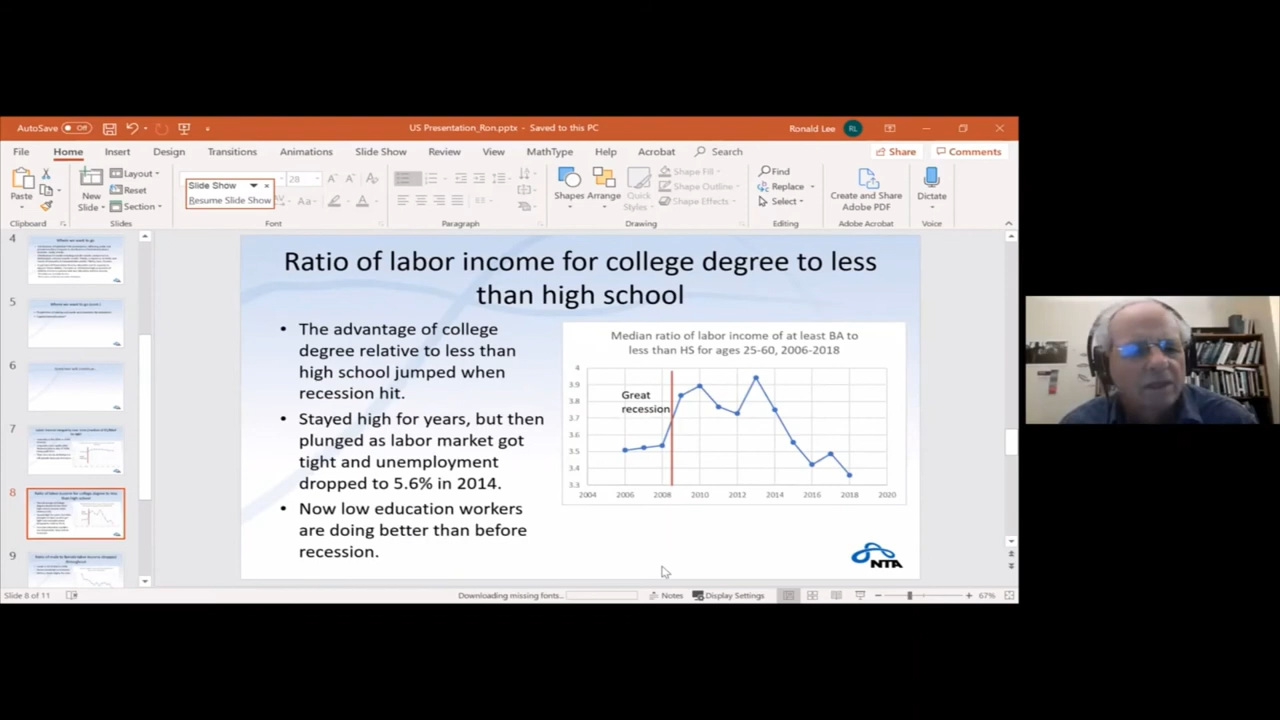 AutoSave Off
US Presentation_Ron.pptx - Saved to this PC
Ronald Lee RL
File Home Insert Design Transitions Animations Slide Show Review View MathType Help Acrobat Search
Share Comments
Paste
New
Slide
Layout
Reset
Section
Slide Show
Resume Slide Show
28
Shapes Arrange Quick
Styles
Shape Fill
Shape Outline
Shape Effects
Find
Replace
Select
Create and Share
Adobe PDF
Dictate
Clipboard Slides Font Paragraph Drawing Editing Adobe Acrobat Voice
4
5
6
7
8
9
Ratio of labor income for college degree to less
than high school
• The advantage of college
degree relative to less than
high school jumped when
recession hit.
• Stayed high for years, but then
plunged as labor market got
tight and unemployment
dropped to 5.6% in 2014.
• Now low education workers
are doing better than before
recession.
Median ratio of labor income of at least BA to
less than HS for ages 25-60, 2006-2018
4
3.9
3.8
3.7
3.6
3.5
3.4
3.3
Great
recession
2004 2006 2008 2010 2012 2014 2016 2018 2020
NTA
Slide 8 of 11
Downloading missing fonts..
Notes
Display Settings
67%